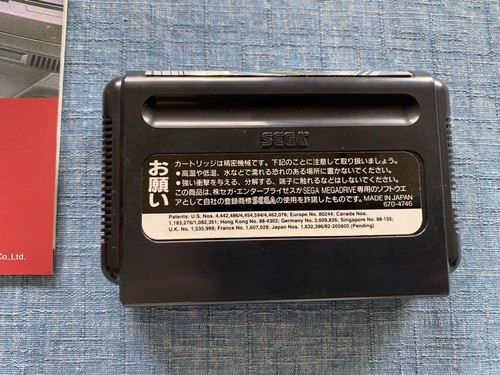 SEGA
お願い
カートリッジは精密機械です。下記のことに注意して取り扱いましょう。
●高温や低温、水などで濡れる恐れのある場所に置かないでください。
●強い衝撃を与える、分解する、端子に触れるなどはしないでください。
この商品は、㈱セガ・エンタープライゼスがSEGA MEGADRIVE専用のソフトウエ
アとして自社の登録商標SEGAの使用を許諾したものです。 MADE IN JAPAN
670-4746
Patents: U.S. Nos. 4,442,486/4,454,594/4,462,076; Europe No. 80244; Canada Nos.
1,183,276/1,082,351; Hong Kong No. 88-4302; Germany No. 2,609,826; Singapore No. 88-155;
U.K. No. 1,535,999; France No. 1,607,029; Japan Nos. 1,632,396/82-205605 (Pending)
Co.,Ltd.